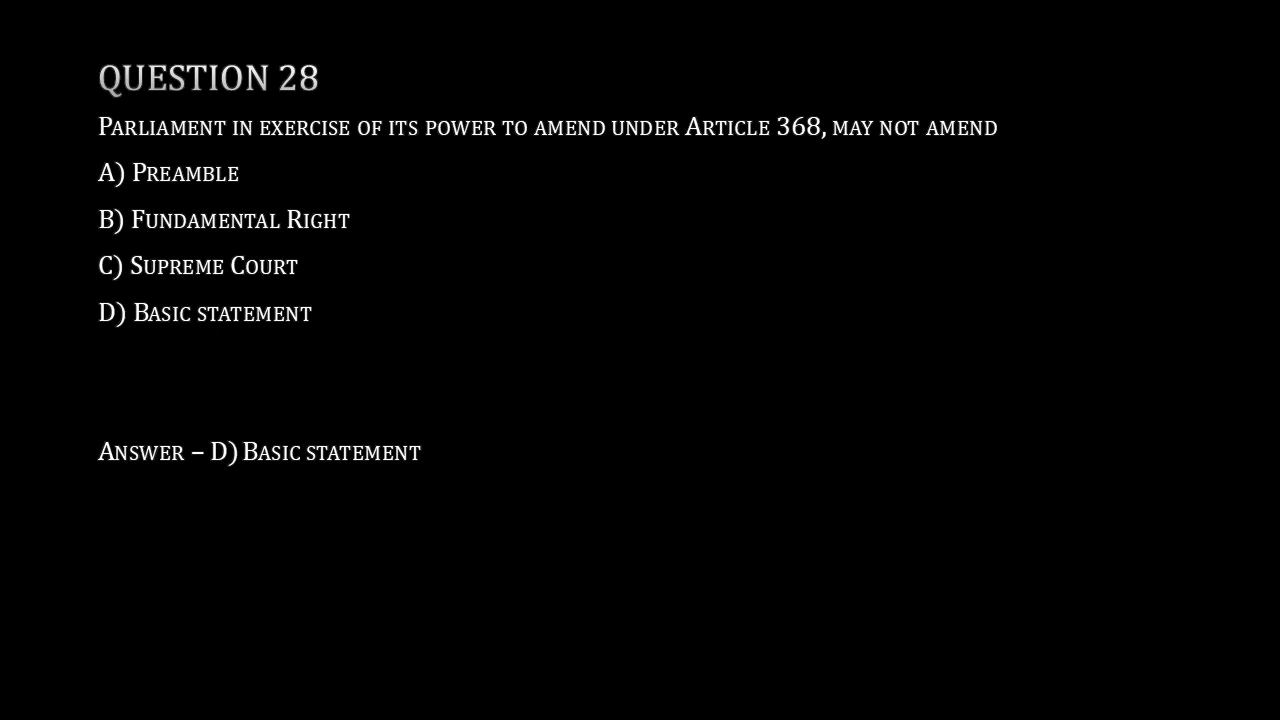 QUESTION 28
Parliament in exercise of its power to amend under Article 368, may not amend
A) Preamble
B) Fundamental Right
C) Supreme Court
D) Basic statement
Answer – D) Basic statement